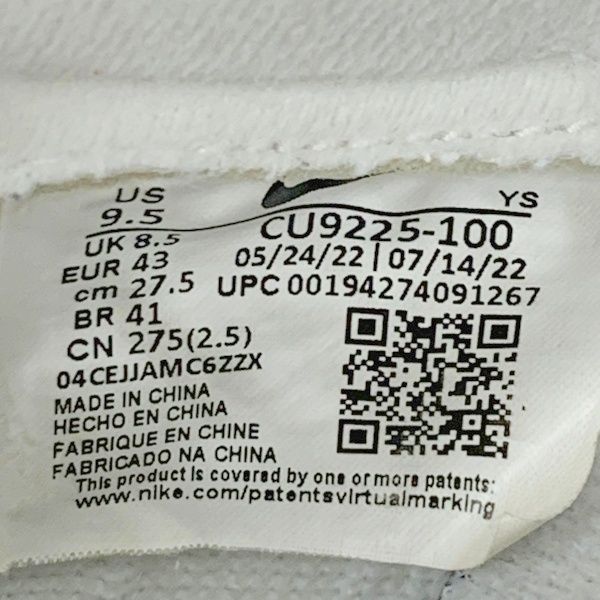 US
9.5
UK 8.5
EUR 43
cm 27.5
BR 41
CN 275(2.5)
04CEJJAMC6ZZX
YS
CU9225-100
05/24/22 | 07/14/22
UPC 00194274091267
MADE IN CHINA
HECHO EN CHINA
FABRIQUE EN CHINE
FABRICADO NA CHINA
This product is covered by one or more patents:
www.nike.com/patentsvirtualmarking